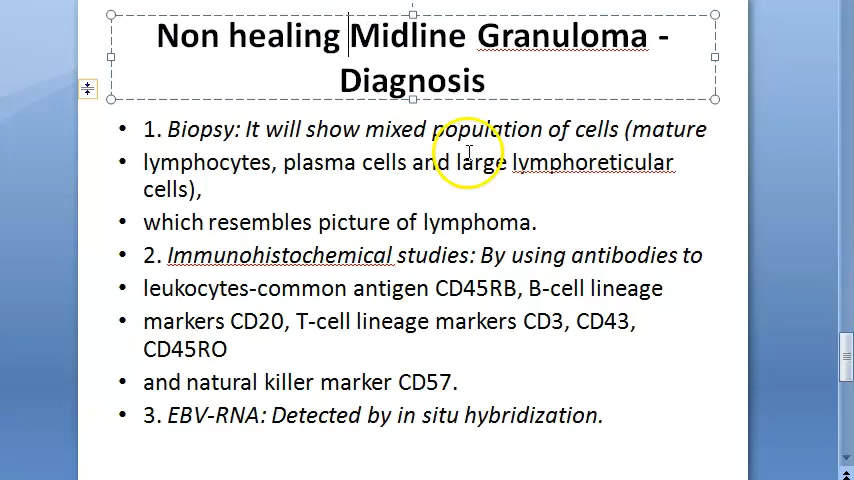 Non healing Midline Granuloma -
Diagnosis
• 1. Biopsy: It will show mixed population of cells (mature
• lymphocytes, plasma cells and large lymphoreticular
cells),
• which resembles picture of lymphoma.
• 2. Immunohistochemical studies: By using antibodies to
• leukocytes-common antigen CD45RB, B-cell lineage
• markers CD20, T-cell lineage markers CD3, CD43,
CD45RO
• and natural killer marker CD57.
• 3. EBV-RNA: Detected by in situ hybridization.